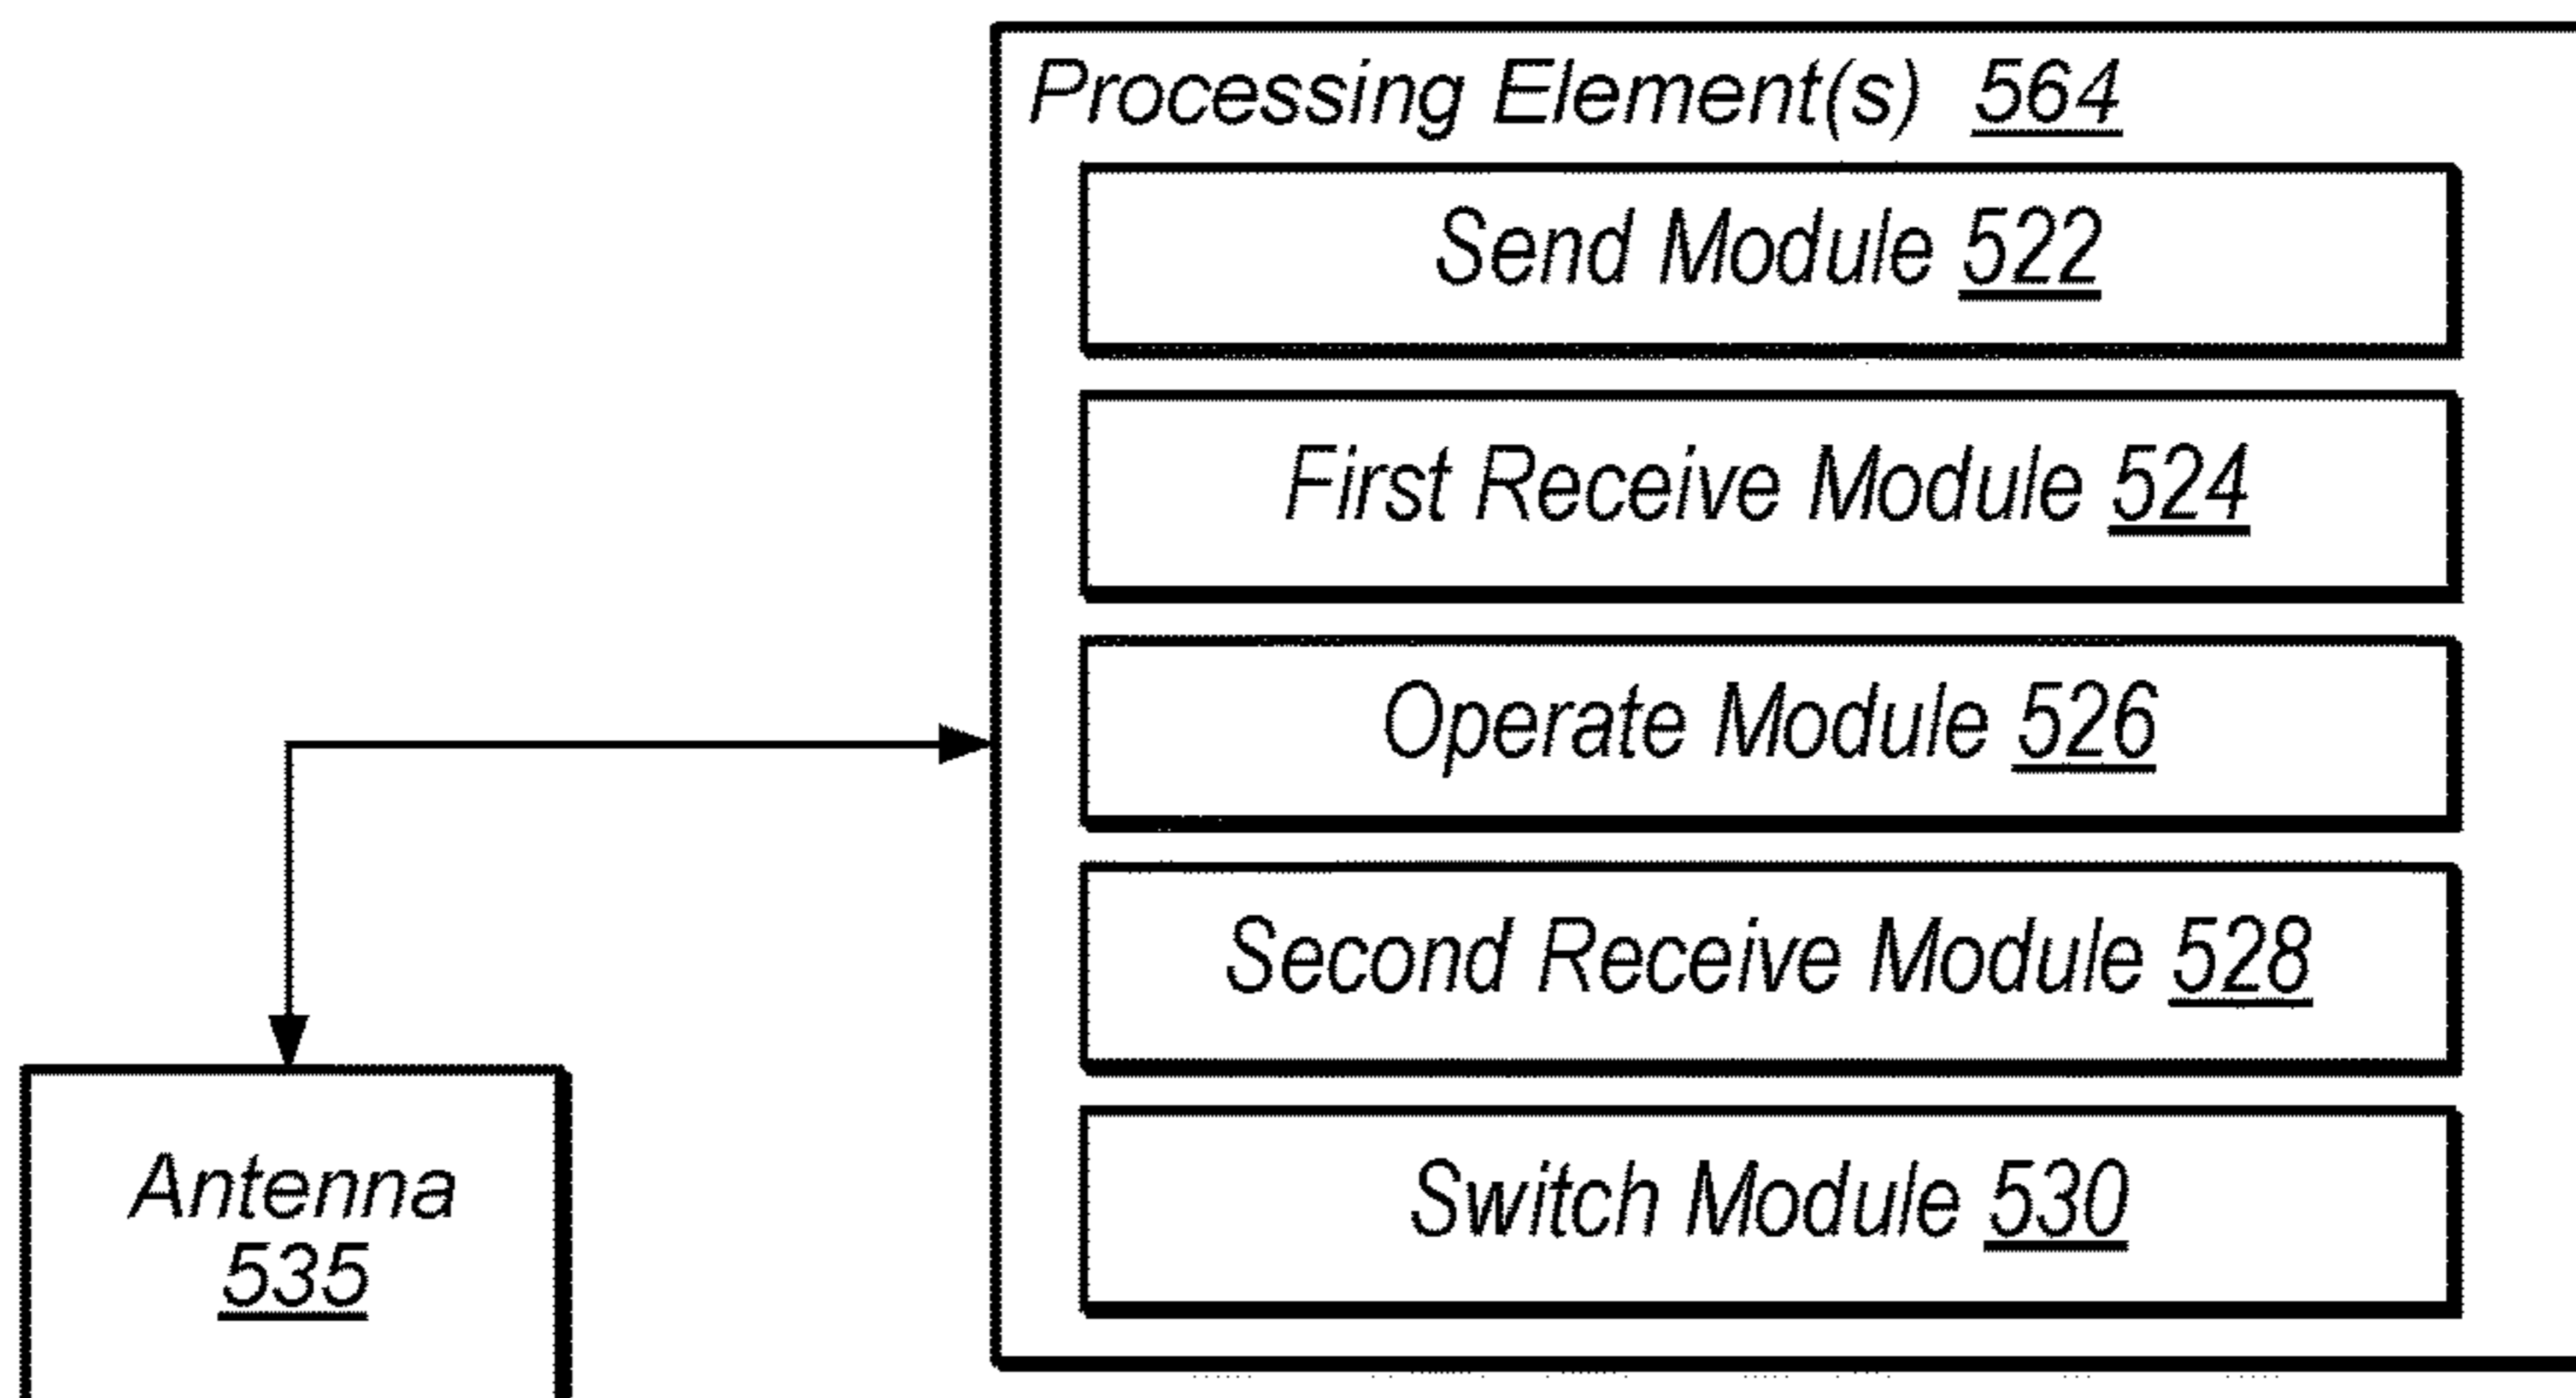 Processing Element(s) 564
Send Module 522
First Receive Module 524
Operate Module 526
Second Receive Module 528
Switch Module 530
Antenna
535